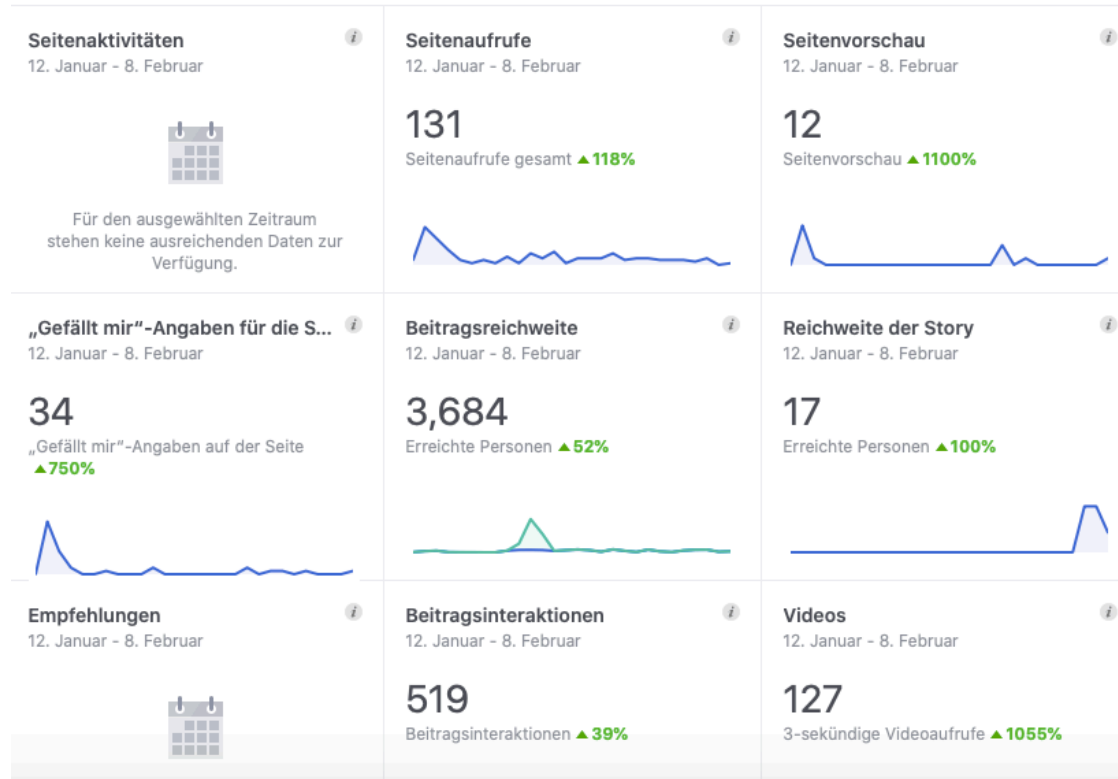 Seitenaktivitäten
12. Januar - 8. Februar
Für den ausgewählten Zeitraum
stehen keine ausreichenden Daten zur
Verfügung.
Seitenaufrufe
12. Januar - 8. Februar
131
Seitenaufrufe gesamt ▲118%
Seitenvorschau
12. Januar - 8. Februar
12
Seitenvorschau ▲1100%
„Gefällt mir“-Angaben für die S...
12. Januar - 8. Februar
34
„Gefällt mir“-Angaben auf der Seite
▲750%
Beitragsreichweite
12. Januar - 8. Februar
3,684
Erreichte Personen ▲52%
Reichweite der Story
12. Januar - 8. Februar
17
Erreichte Personen ▲100%
Empfehlungen
12. Januar - 8. Februar
Beitragsinteraktionen
12. Januar - 8. Februar
519
Beitragsinteraktionen ▲39%
Videos
12. Januar - 8. Februar
127
3-sekündige Videoaufrufe ▲1055%